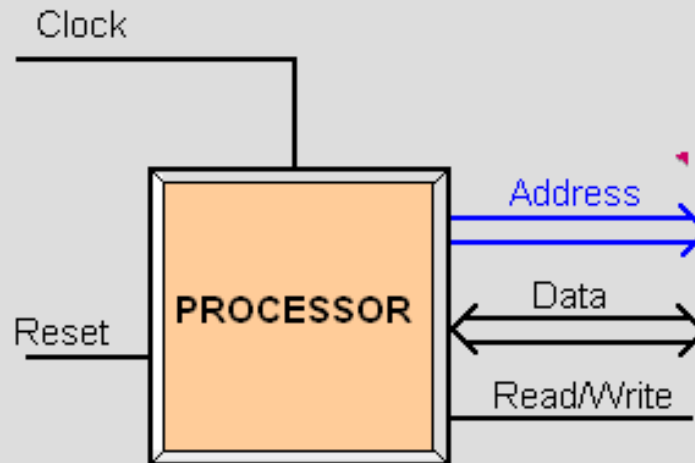 Clock
Address
PROCESSOR
Data
Reset
Read/Write